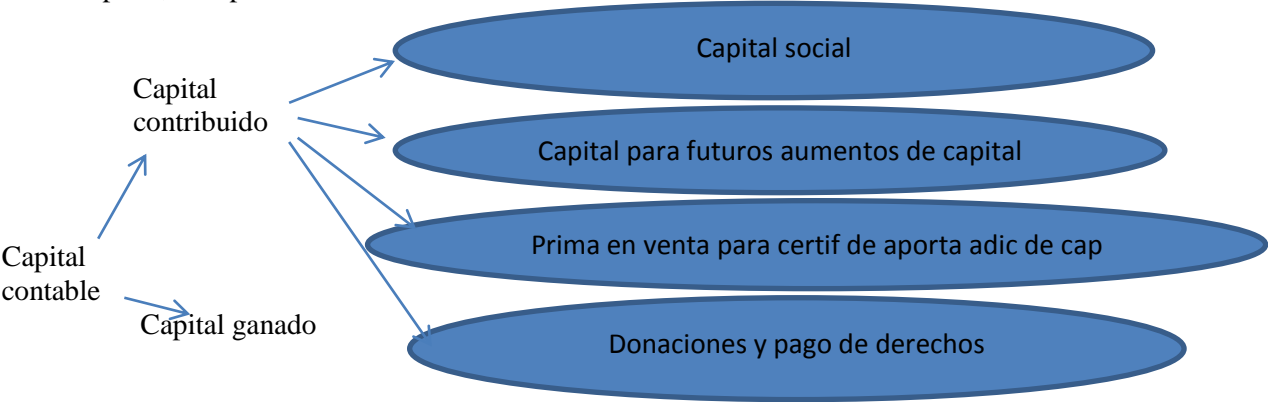 Capital social
Capital
contribuido
Capital para futuros aumentos de capital
Prima en venta para certif de aporta adic de cap
Capital
contable
Capital ganado
Donaciones y pago de derechos